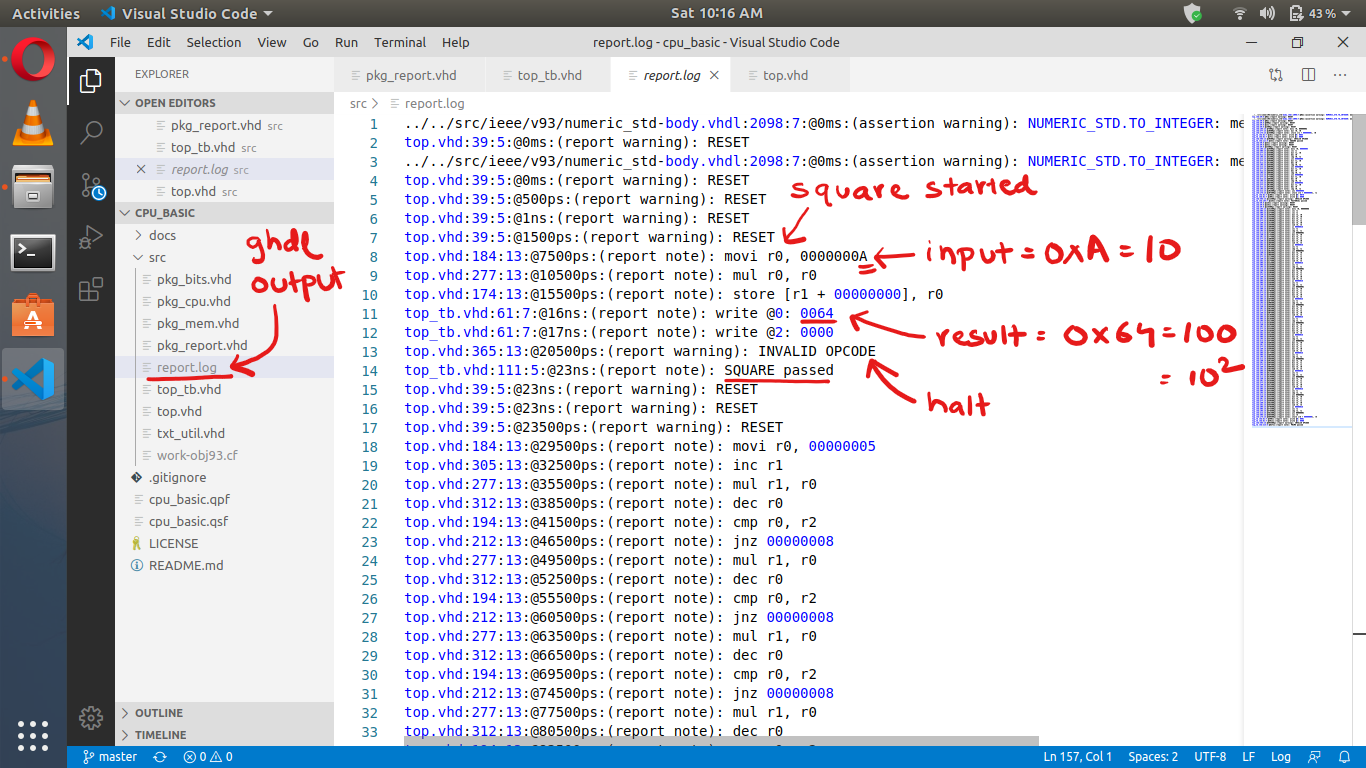 Activities Visual Studio Code Sat 10:16 AM 43 %
File Edit Selection View Go Run Terminal Help report.log - cpu_basic - Visual Studio Code
EXPLORER
OPEN EDITORS
pkg_report.vhd src
top_tb.vhd src
report.log src
top.vhd src
CPU_BASIC
docs
src
pkg_bits.vhd
pkg_cpu.vhd
pkg_mem.vhd
pkg_report.vhd
report.log
top_tb.vhd
top.vhd
txt_util.vhd
work-obj93.cf
.gitignore
cpu_basic.qpf
cpu_basic.qsf
LICENSE
README.md
OUTLINE
TIMELINE
ghdl
output
pkg_report.vhd top_tb.vhd report.log top.vhd
src report.log
1 ../../src/ieee/v93/numeric_std-body.vhdl:2098:7:@0ms:(assertion warning): NUMERIC_STD.TO_INTEGER: me
2 top.vhd:39:5:@0ms:(report warning): RESET
3 ../../src/ieee/v93/numeric_std-body.vhdl:2098:7:@0ms:(assertion warning): NUMERIC_STD.TO_INTEGER: me
4 top.vhd:39:5:@0ms:(report warning): RESET
5 top.vhd:39:5:@500ps:(report warning): RESET
6 top.vhd:39:5:@1ns:(report warning): RESET
7 top.vhd:39:5:@1500ps:(report warning): RESET
8 top.vhd:184:13:@7500ps:(report note): movi r0, 0000000A
9 top.vhd:277:13:@10500ps:(report note): mul r0, r0
10 top.vhd:174:13:@15500ps:(report note): store [r1 + 00000000], r0
11 top_tb.vhd:61:7:@16ns:(report note): write @0: 0064
12 top_tb.vhd:61:7:@17ns:(report note): write @2: 0000
13 top.vhd:365:13:@20500ps:(report warning): INVALID OPCODE
14 top_tb.vhd:111:5:@23ns:(report note): SQUARE passed
15 top.vhd:39:5:@23ns:(report warning): RESET
16 top.vhd:39:5:@23ns:(report warning): RESET
17 top.vhd:39:5:@23500ps:(report warning): RESET
18 top.vhd:184:13:@29500ps:(report note): movi r0, 00000005
19 top.vhd:305:13:@32500ps:(report note): inc r1
20 top.vhd:277:13:@35500ps:(report note): mul r1, r0
21 top.vhd:312:13:@38500ps:(report note): dec r0
22 top.vhd:194:13:@41500ps:(report note): cmp r0, r2
23 top.vhd:212:13:@46500ps:(report note): jnz 00000008
24 top.vhd:277:13:@49500ps:(report note): mul r1, r0
25 top.vhd:312:13:@52500ps:(report note): dec r0
26 top.vhd:194:13:@55500ps:(report note): cmp r0, r2
27 top.vhd:212:13:@60500ps:(report note): jnz 00000008
28 top.vhd:277:13:@63500ps:(report note): mul r1, r0
29 top.vhd:312:13:@66500ps:(report note): dec r0
30 top.vhd:194:13:@69500ps:(report note): cmp r0, r2
31 top.vhd:212:13:@74500ps:(report note): jnz 00000008
32 top.vhd:277:13:@77500ps:(report note): mul r1, r0
33 top.vhd:312:13:@80500ps:(report note): dec r0
square started
input = 0xA = 10
result = 0x64 = 100
= 10²
halt
master 0 0 Ln 157, Col 1 Spaces: 2 UTF-8 LF Log